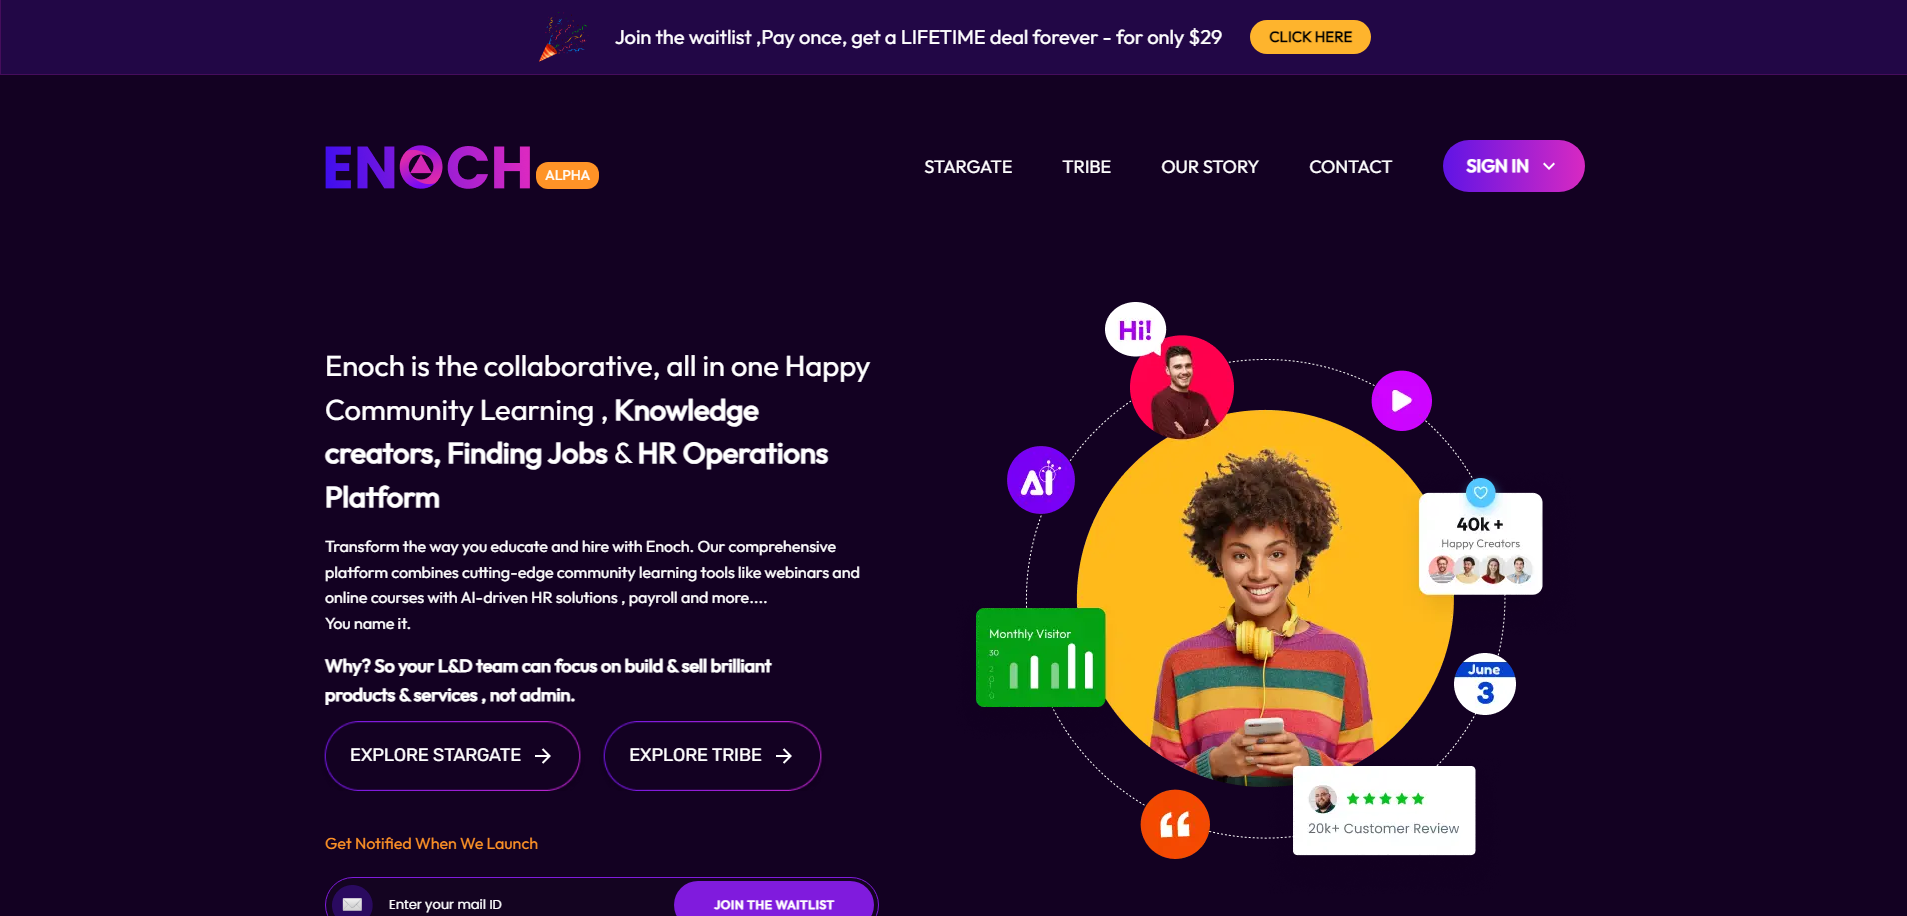 Join the waitlist ,Pay once, get a LIFETIME deal forever - for only $29
CLICK HERE
ENOCH
ALPHA
STARGATE
TRIBE
OUR STORY
CONTACT
SIGN IN
Enoch is the collaborative, all in one Happy
Community Learning , Knowledge
creators, Finding Jobs & HR Operations
Platform
Transform the way you educate and hire with Enoch. Our comprehensive
platform combines cutting-edge community learning tools like webinars and
online courses with AI-driven HR solutions , payroll and more....
You name it.
Why? So your L&D team can focus on build & sell brilliant
products & services , not admin.
EXPLORE STARGATE
EXPLORE TRIBE
Get Notified When We Launch
Enter your mail ID
JOIN THE WAITLIST
Hi!
AI
40k +
Happy Creators
Monthly Visitor
30
June
3
20k+ Customer Review